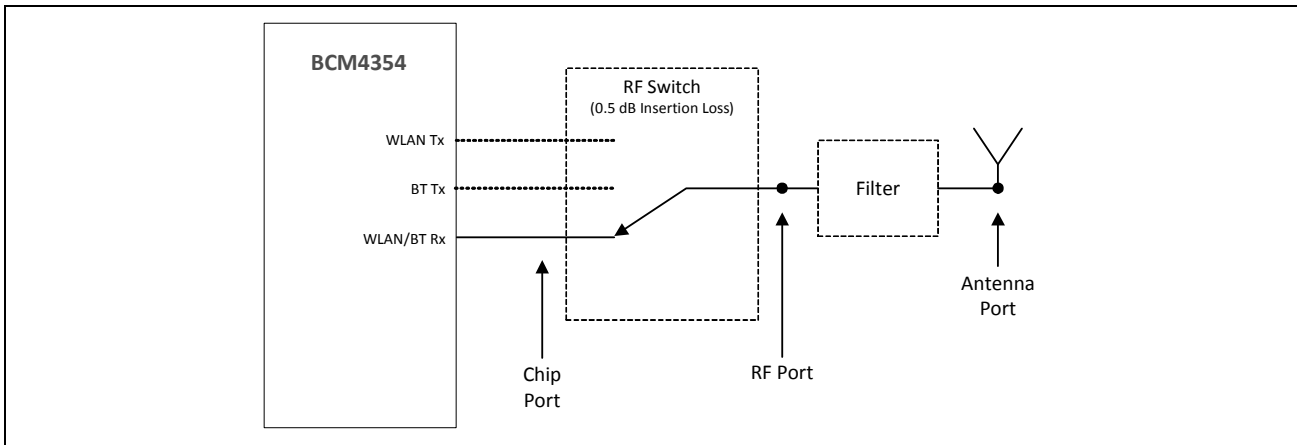 BCM4354
RF Switch
(0.5 dB Insertion Loss)
WLAN Tx
BT Tx
WLAN/BT Rx
Filter
Chip
Port
RF Port
Antenna
Port